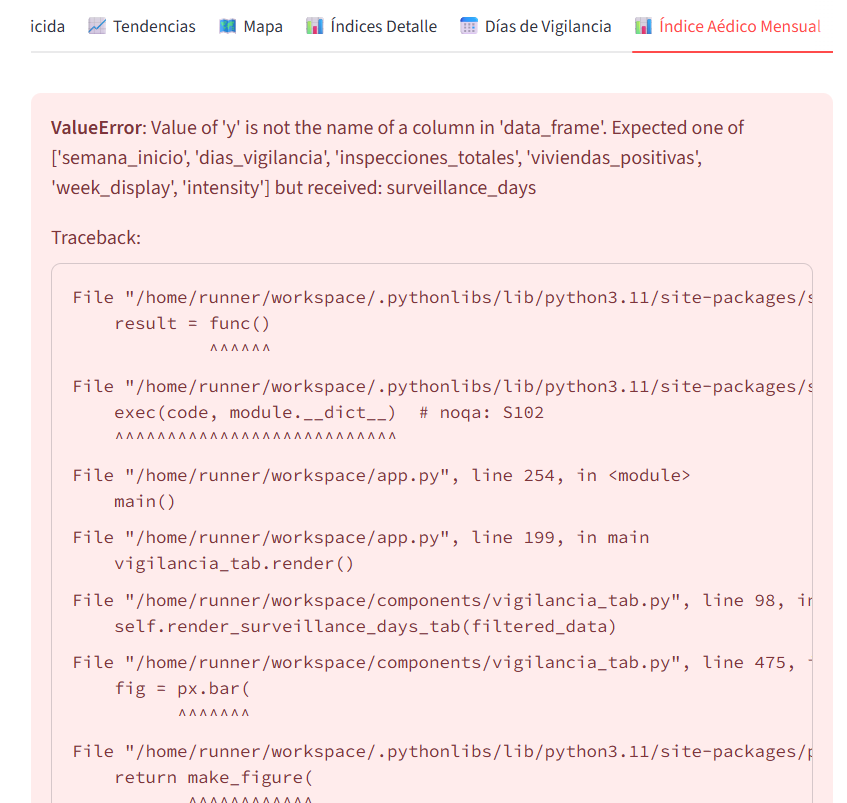 icida Tendencias Mapa Índices Detalle Días de Vigilancia Índice Aédico Mensual
ValueError: Value of 'y' is not the name of a column in 'data_frame'. Expected one of
['semana_inicio', 'dias_vigilancia', 'inspecciones_totales', 'viviendas_positivas',
'week_display', 'intensity'] but received: surveillance_days
Traceback:
File "/home/runner/workspace/.pythonlibs/lib/python3.11/site-packages/s
result = func()
^^^^^^
File "/home/runner/workspace/.pythonlibs/lib/python3.11/site-packages/s
exec(code, module.__dict__)  # noqa: S102
^^^^^^^^^^^^^^^^^^^^^^^^^^^
File "/home/runner/workspace/app.py", line 254, in <module>
main()
File "/home/runner/workspace/app.py", line 199, in main
vigilancia_tab.render()
File "/home/runner/workspace/components/vigilancia_tab.py", line 98, in
self.render_surveillance_days_tab(filtered_data)
File "/home/runner/workspace/components/vigilancia_tab.py", line 475,
fig = px.bar(
^^^^^^^
File "/home/runner/workspace/.pythonlibs/lib/python3.11/site-packages/p
return make_figure(
^^^^^^^^^^^^